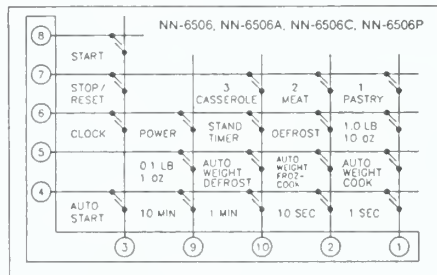 NN-6506, NN-6506A, NN-6506C, NN-6506P
8
START
7
STOP/ RESET
3 CASSEROLE
2 MEAT
1 PASTRY
6
CLOCK
POWER
STAND TIMER
DEFROST
1.0 LB 10 OZ
5
0.1 LB 1 OZ
AUTO WEIGHT DEFROST
AUTO WEIGHT FROZ- COOK
AUTO WEIGHT COOK
4
AUTO START
10 MIN
1 MIN
10 SEC
1 SEC
3
9
10
2
1